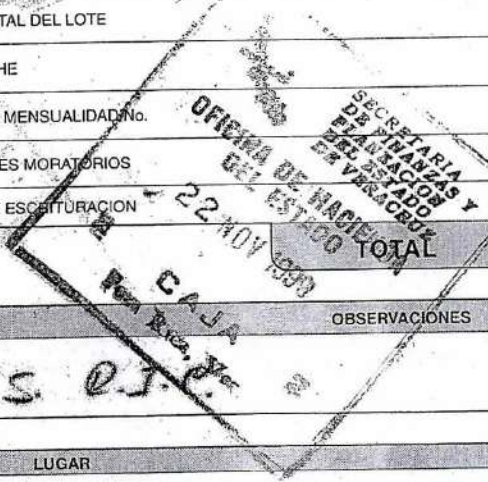 TAL DEL LOTE
HE
MENSUALIDAD No.
ES MORATORIOS
ESCRITURACION
SECRETARIA
DE FINANZAS Y
PLANEACION
DEL ESTADO
DE VERACRUZ
OFICINA DE HACIENDA
DEL ESTADO
22 NOV
CAJA
Poza Rica, Ver
TOTAL
OBSERVACIONES
LUGAR